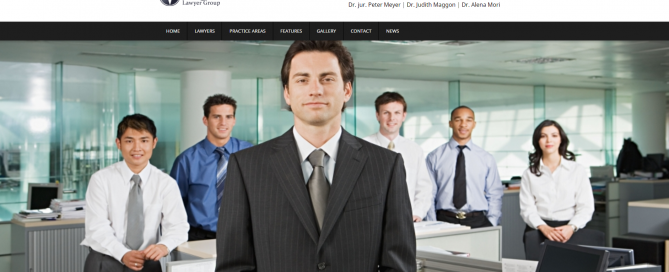 Lawyer Group
Dr. jur. Peter Meyer | Dr. Judith Maggon | Dr. Alena Mori
HOME LAWYERS PRACTICE AREAS FEATURES GALLERY CONTACT NEWS